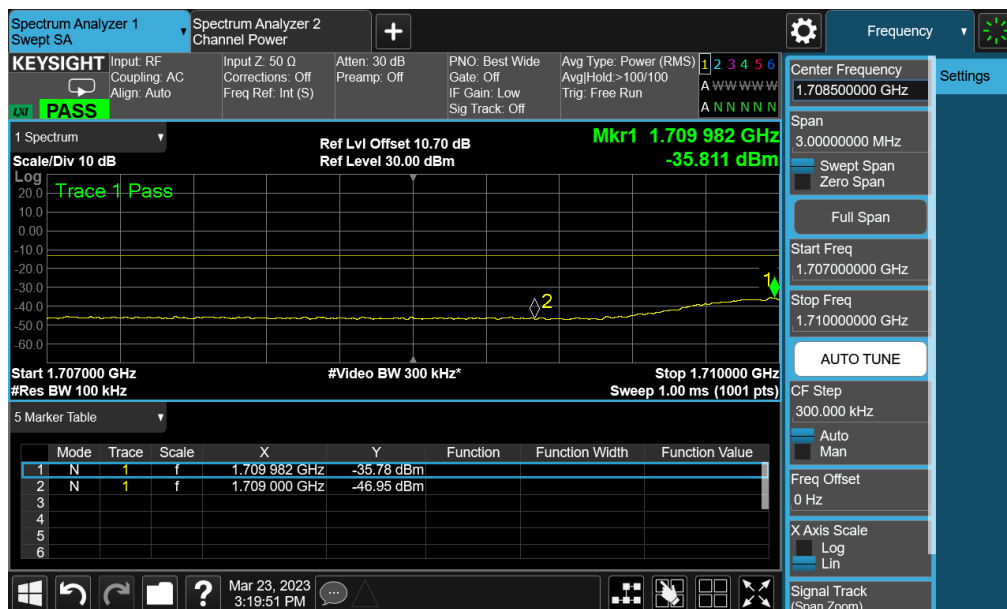 Spectrum Analyzer 1
Swept SA
Spectrum Analyzer 2
Channel Power
+
Frequency
KEYSIGHT
LXI PASS
Input: RF
Coupling: AC
Align: Auto
Input Z: 50 Ω
Corrections: Off
Freq Ref: Int (S)
Atten: 30 dB
Preamp: Off
PNO: Best Wide
Gate: Off
IF Gain: Low
Sig Track: Off
Avg Type: Power (RMS)
Avg|Hold:>100/100
Trig: Free Run
1 2 3 4 5 6
A W W W W W
A N N N N N
1 Spectrum
Scale/Div 10 dB
Ref Lvl Offset 10.70 dB
Ref Level 30.00 dBm
Mkr1 1.709 982 GHz
-35.811 dBm
Log
Trace 1 Pass
20.0
10.0
0.00
-10.0
-20.0
-30.0
-40.0
-50.0
-60.0
1
2
Start 1.707000 GHz
#Video BW 300 kHz*
Stop 1.710000 GHz
#Res BW 100 kHz
Sweep 1.00 ms (1001 pts)
5 Marker Table
Mode Trace Scale X Y Function Function Width Function Value
1 N 1 f 1.709 982 GHz -35.78 dBm
2 N 1 f 1.709 000 GHz -46.95 dBm
3
4
5
6
?
Mar 23, 2023
3:19:51 PM
Center Frequency
1.708500000 GHz
Settings
Span
3.00000000 MHz
Swept Span
Zero Span
Full Span
Start Freq
1.707000000 GHz
Stop Freq
1.710000000 GHz
AUTO TUNE
CF Step
300.000 kHz
Auto
Man
Freq Offset
0 Hz
X Axis Scale
Log
Lin
Signal Track
(Span Zoom)